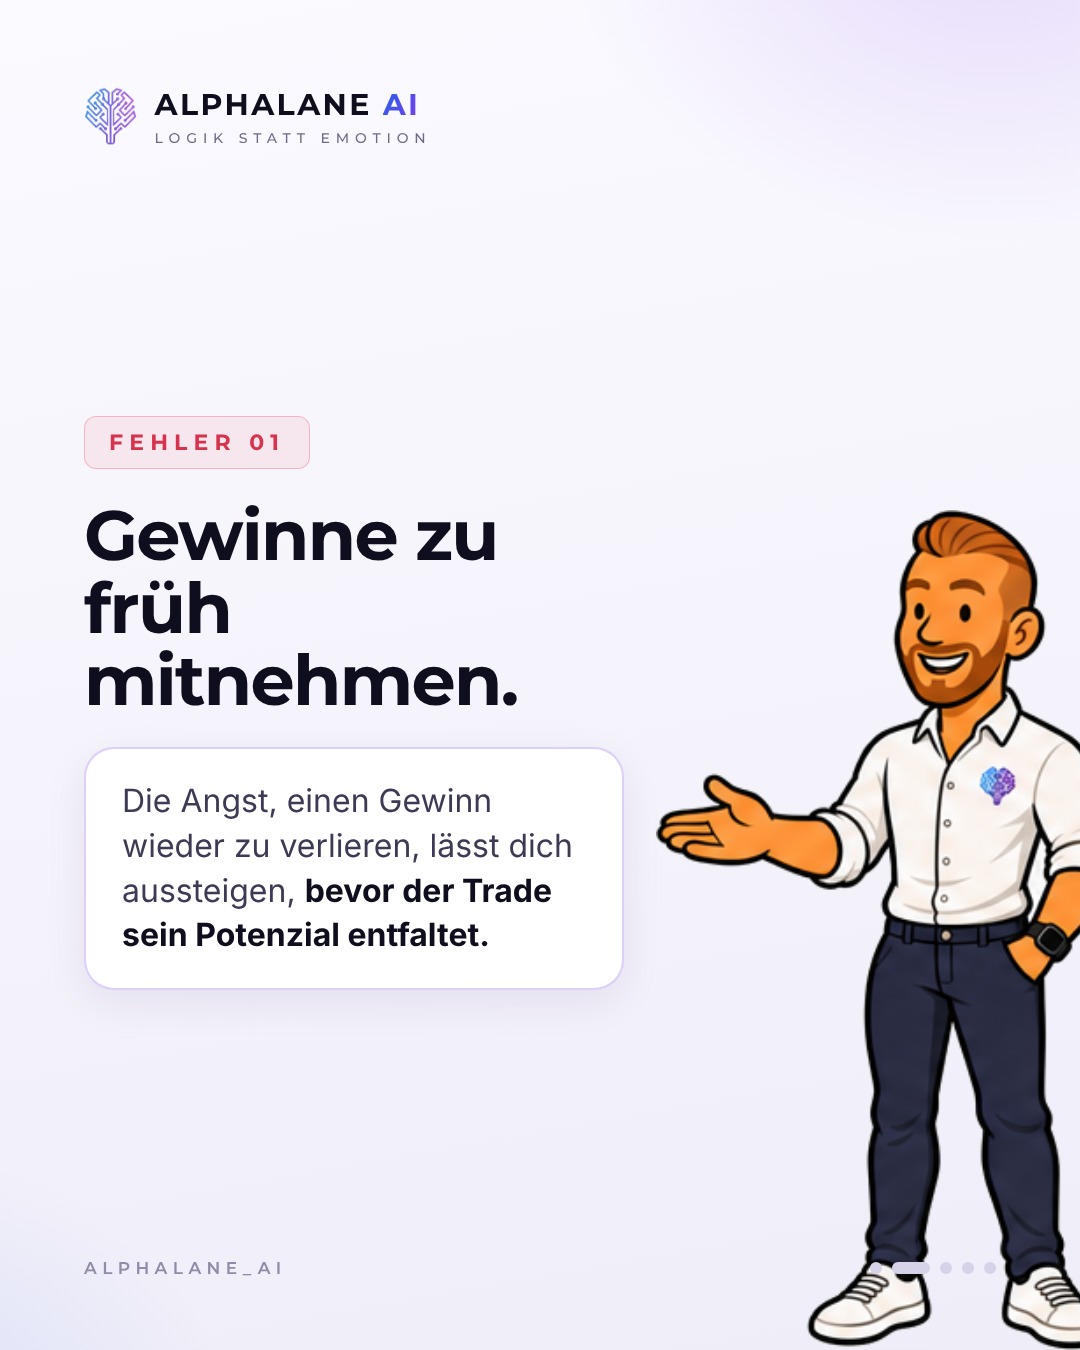 ALPHALANE AI
LOGIK STATT EMOTION
FEHLER 01
Gewinne zu
früh
mitnehmen.
Die Angst, einen Gewinn
wieder zu verlieren, lässt dich
aussteigen, bevor der Trade
sein Potenzial entfaltet.
ALPHALANE_AI